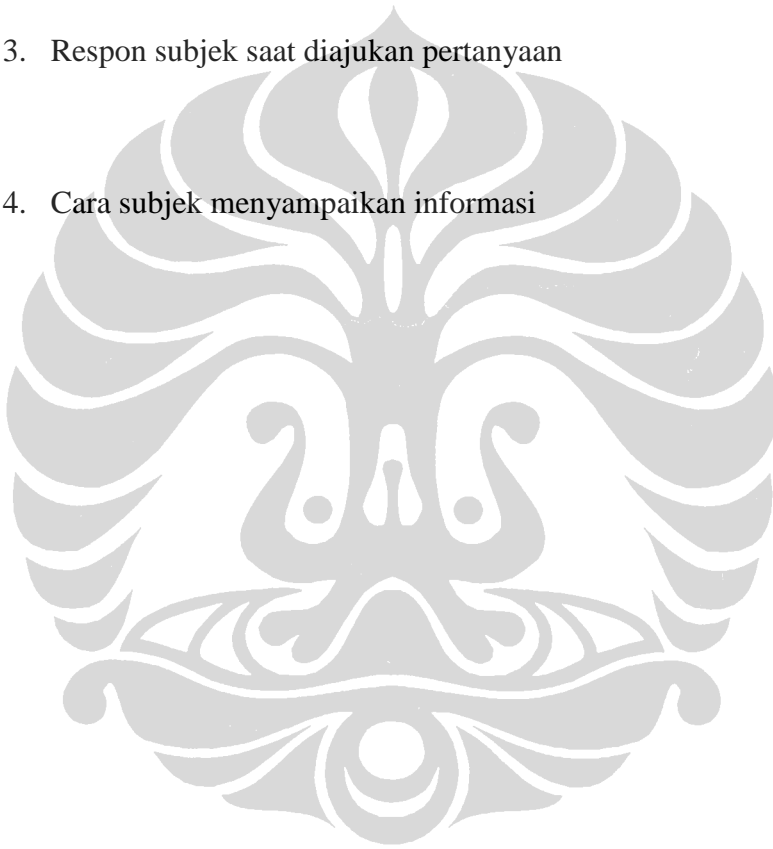 3. Respon subjek saat diajukan pertanyaan
4. Cara subjek menyampaikan informasi